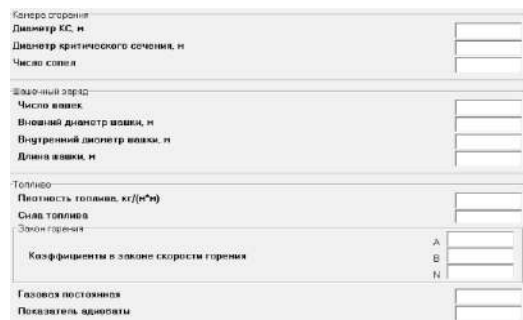 Камера сгорания
Диаметр КС, м
Диаметр критического сечения, м
Число сопел
Шашечный заряд
Число шашек
Внешний диаметр шашки, м
Внутренний диаметр шашки, м
Длина шашки, м
Топливо
Плотность топлива, кг/(м*м)
Сила топлива
Закон горения
A
Коэффициенты в законе скорости горения
B
N
Газовая постоянная
Показатель адиабаты